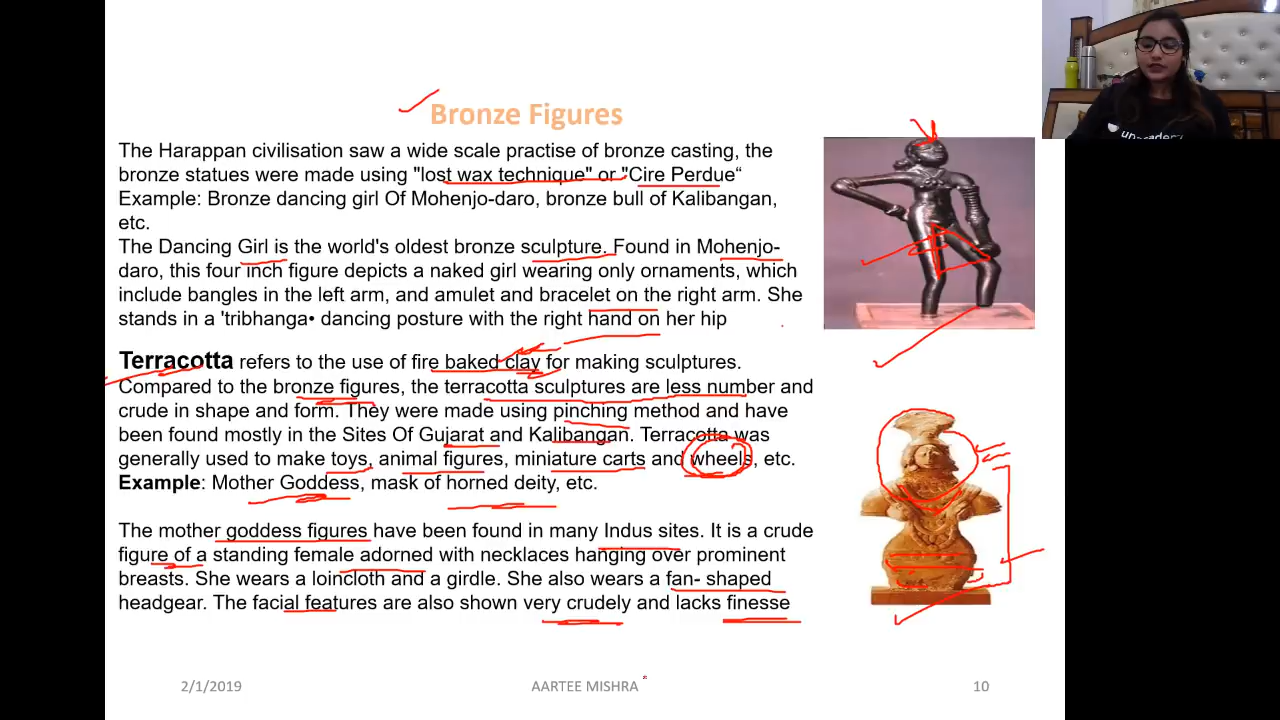 Bronze Figures
The Harappan civilisation saw a wide scale practise of bronze casting, the
bronze statues were made using "lost wax technique" or "Cire Perdue“
Example: Bronze dancing girl Of Mohenjo-daro, bronze bull of Kalibangan,
etc.
The Dancing Girl is the world's oldest bronze sculpture. Found in Mohenjo-
daro, this four inch figure depicts a naked girl wearing only ornaments, which
include bangles in the left arm, and amulet and bracelet on the right arm. She
stands in a 'tribhanga• dancing posture with the right hand on her hip
Terracotta refers to the use of fire baked clay for making sculptures.
Compared to the bronze figures, the terracotta sculptures are less number and
crude in shape and form. They were made using pinching method and have
been found mostly in the Sites Of Gujarat and Kalibangan. Terracotta was
generally used to make toys, animal figures, miniature carts and wheels, etc.
Example: Mother Goddess, mask of horned deity, etc.
The mother goddess figures have been found in many Indus sites. It is a crude
figure of a standing female adorned with necklaces hanging over prominent
breasts. She wears a loincloth and a girdle. She also wears a fan- shaped
headgear. The facial features are also shown very crudely and lacks finesse
2/1/2019
AARTEE MISHRA
10